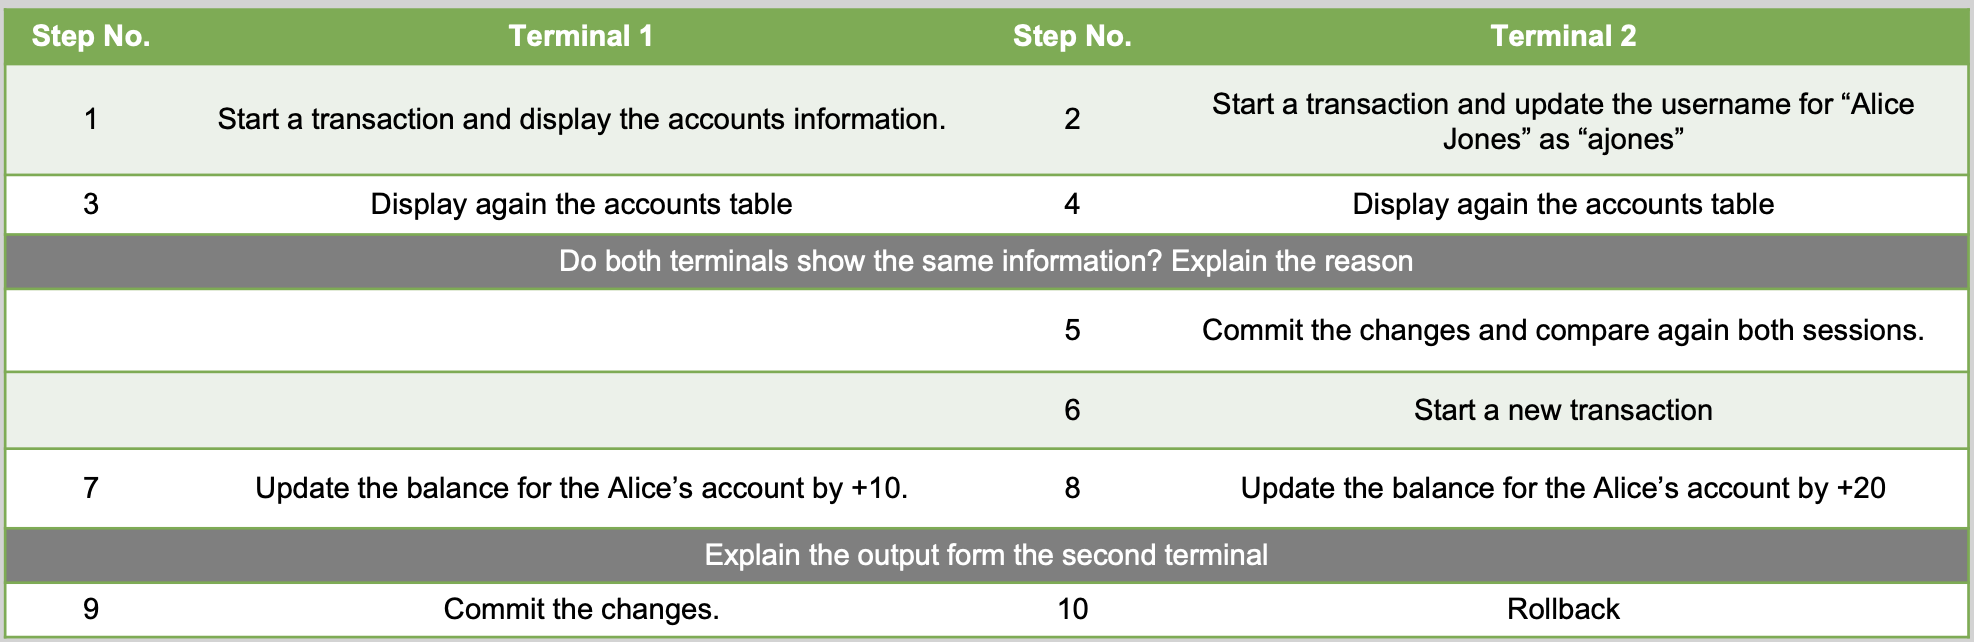 Step No.
Terminal 1
Step No.
Terminal 2
1
Start a transaction and display the accounts information.
2
Start a transaction and update the username for “Alice
Jones” as “ajones”
3
Display again the accounts table
4
Display again the accounts table
Do both terminals show the same information? Explain the reason
5
Commit the changes and compare again both sessions.
6
Start a new transaction
7
Update the balance for the Alice’s account by +10.
8
Update the balance for the Alice’s account by +20
Explain the output form the second terminal
9
Commit the changes.
10
Rollback